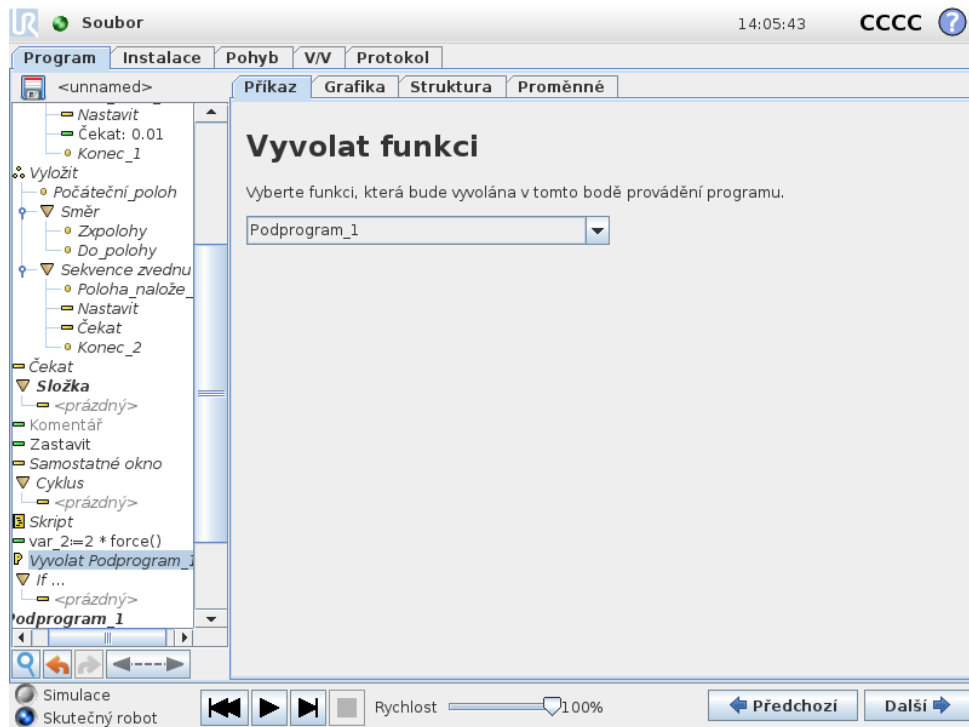 UR Soubor 14:05:43 CCCC ?
Program Instalace Pohyb V/V Protokol
<unnamed> Příkaz Grafika Struktura Proměnné
Nastavit
Čekat: 0.01
Konec_1
Vyložit
Počáteční_poloh
Směr
Zxpolohy
Do_polohy
Sekvence zvednu
Poloha_nalože_
Nastavit
Čekat
Konec_2
Čekat
Složka
<prázdný>
Komentář
Zastavit
Samostatné okno
Cyklus
<prázdný>
Skript
var_2:=2 * force()
Vyvolat Podprogram_1
If ...
<prázdný>
Podprogram_1
Vyvolat funkci
Vyberte funkci, která bude vyvolána v tomto bodě provádění programu.
Podprogram_1
Simulace
Skutečný robot
Rychlost 100%
Předchozí Další